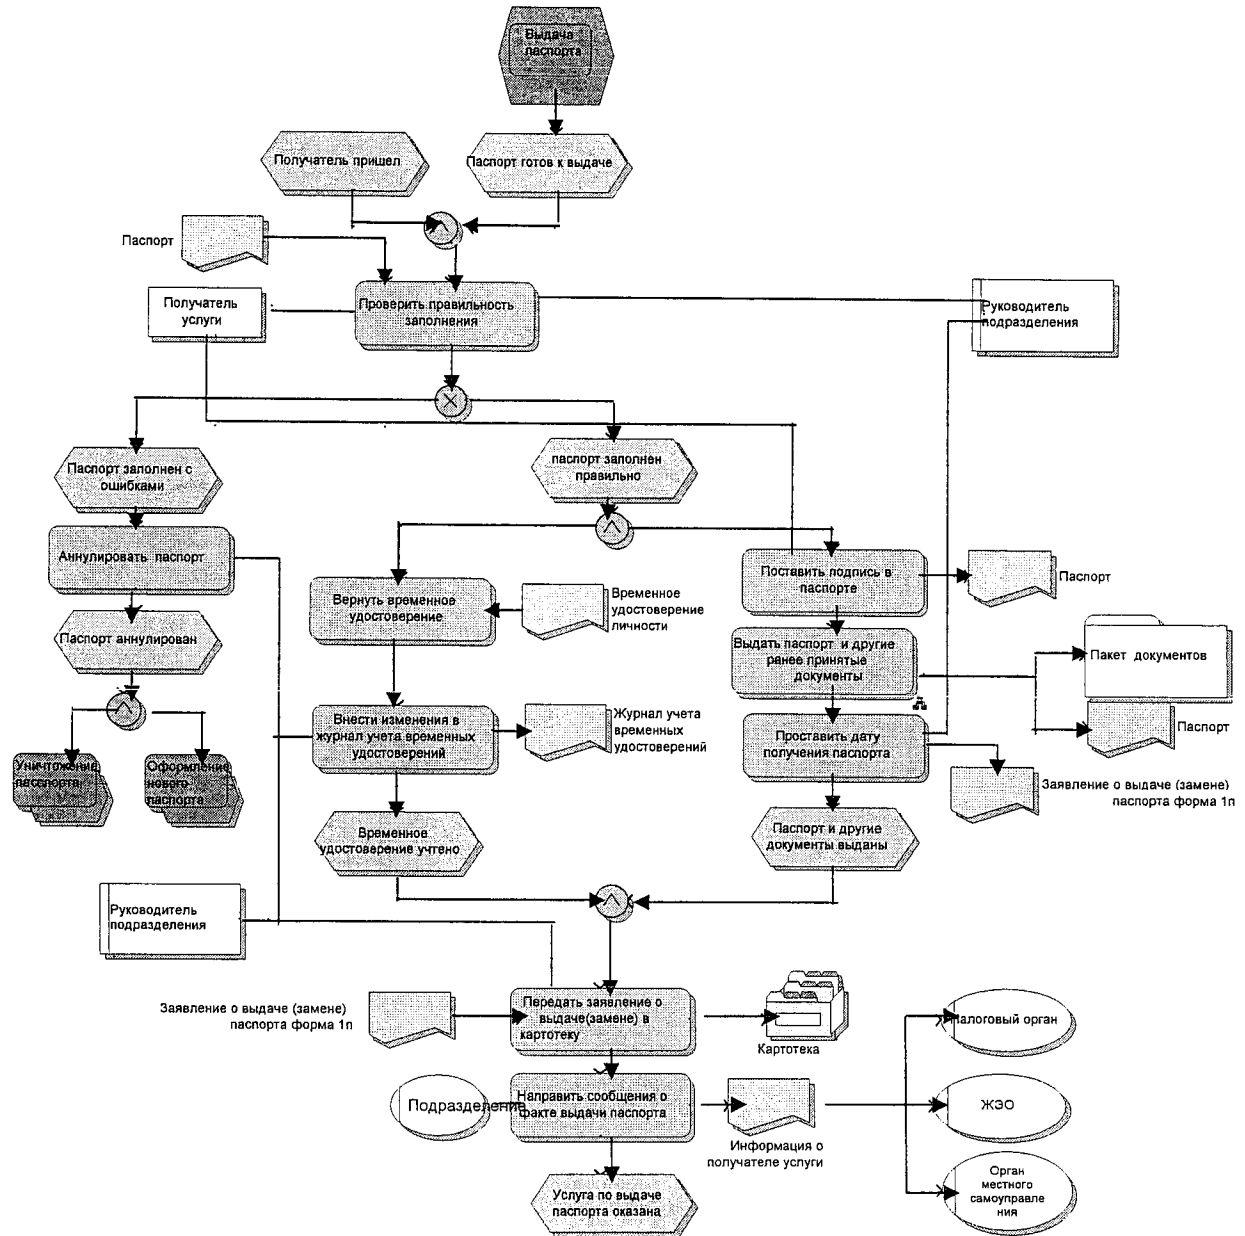 Выдача
паспорта
Получатель пришел
Паспорт готов к выдаче
Паспорт
Получатель
услуги
Проверить правильность
заполнения
Руководитель
подразделения
Паспорт заполнен с
ошибками
паспорт заполнен
правильно
Аннулировать паспорт
Поставить подпись в
паспорте
Паспорт
Вернуть временное
удостоверение
Временное
удостоверение
личности
Паспорт аннулирован
Выдать паспорт и другие
ранее принятые
документы
Пакет документов
Внести изменения в
журнал учета временных
удостоверений
Журнал учета
временных
удостоверений
Проставить дату
получения паспорта
Паспорт
Уничтожение
паспорта
Оформление
нового
паспорта
Заявление о выдаче (замене)
паспорта форма 1п
Временное
удостоверение учтено
Паспорт и другие
документы выданы
Руководитель
подразделения
Заявление о выдаче (замене)
паспорта форма 1п
Передать заявление о
выдаче(замене) в
картотеку
Картотека
Налоговый орган
Подразделение
Направить сообщения о
факте выдачи паспорта
ЖЭО
Информация о
получателе услуги
Услуга по выдаче
паспорта оказана
Орган
местного
самоуправле
ния